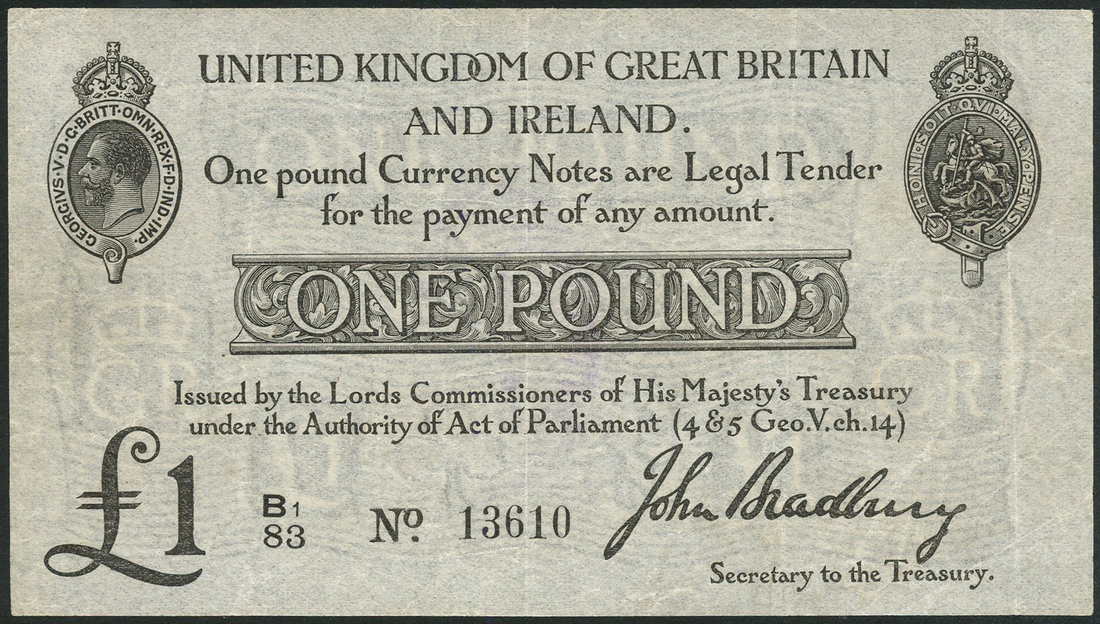 UNITED KINGDOM OF GREAT BRITAIN
AND IRELAND.
GEORGIVS·V·D·G·BRITT·OMN·REX·F·D·IND·IMP.
HONI·SOIT·QVI·MAL·Y·PENSE
One pound Currency Notes are Legal Tender
for the payment of any amount.
ONE POUND
Issued by the Lords Commissioners of His Majesty's Treasury
under the Authority of Act of Parliament (4 & 5 Geo.V.ch.14)
£1
B1
83
No. 13610
John Bradbury
Secretary to the Treasury.